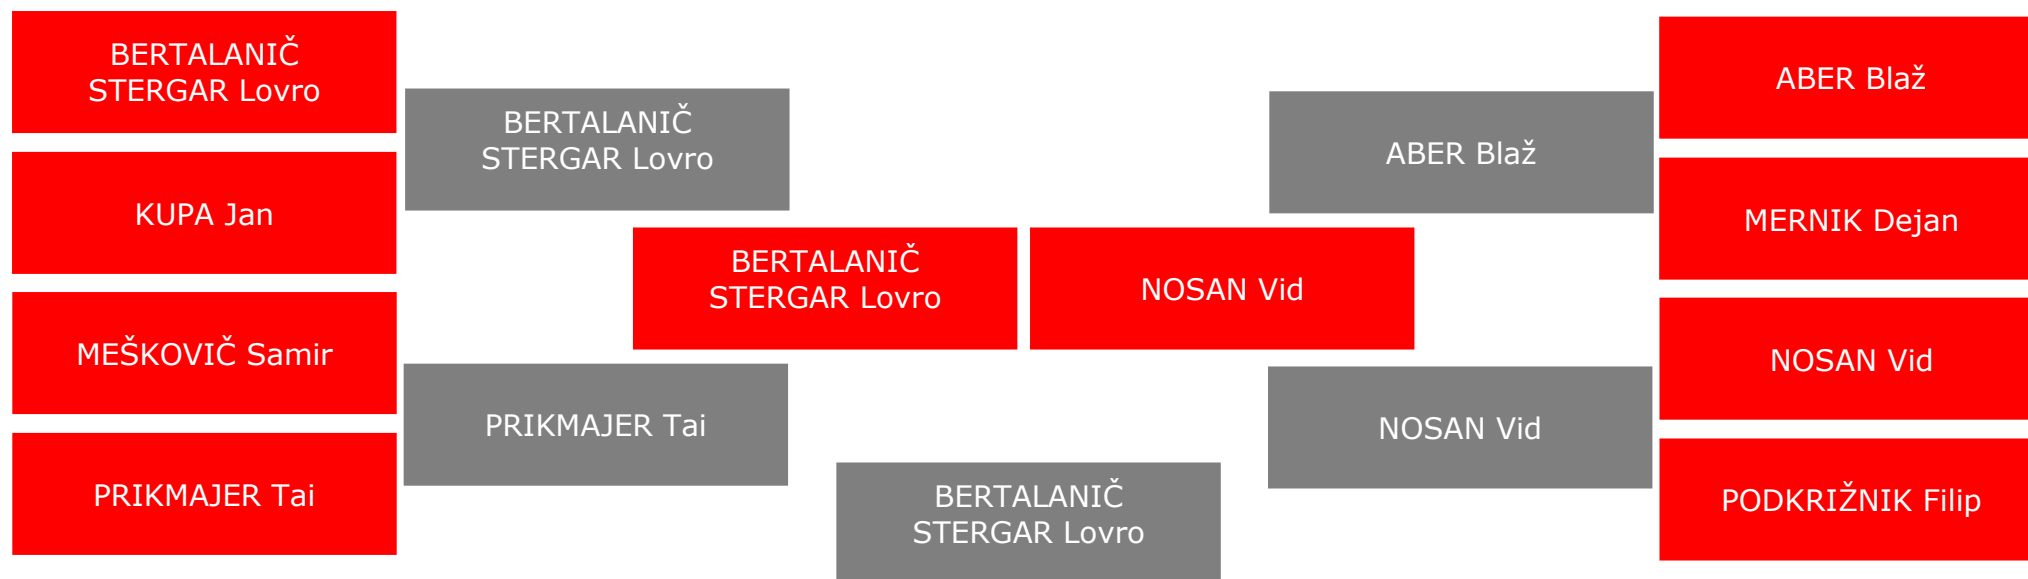 BERTALANIČ
STERGAR Lovro
KUPA Jan
MEŠKOVIČ Samir
PRIKMAJER Tai
BERTALANIČ
STERGAR Lovro
PRIKMAJER Tai
BERTALANIČ
STERGAR Lovro
NOSAN Vid
BERTALANIČ
STERGAR Lovro
ABER Blaž
NOSAN Vid
ABER Blaž
MERNIK Dejan
NOSAN Vid
PODKRIŽNIK Filip